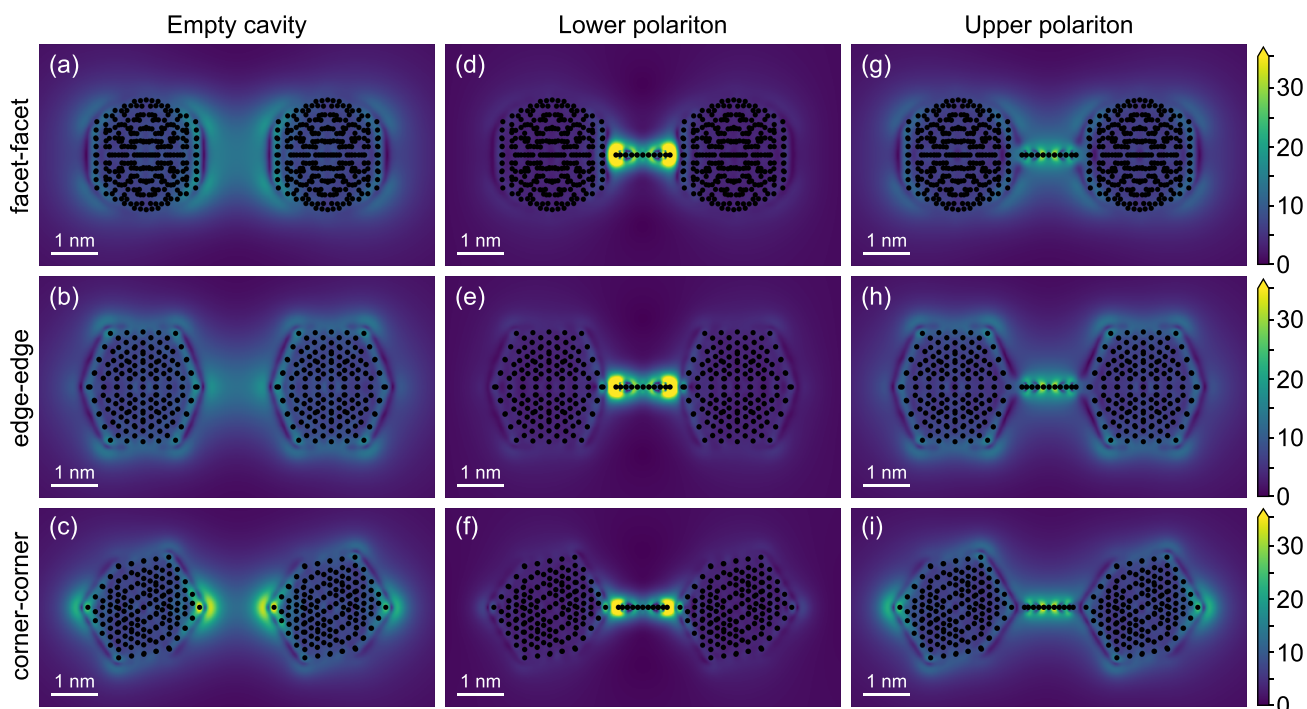 Empty cavity Lower polariton Upper polariton
facet-facet
(a) (d) (g)
1 nm 1 nm 1 nm
30
20
10
0
edge-edge
(b) (e) (h)
1 nm 1 nm 1 nm
30
20
10
0
corner-corner
(c) (f) (i)
1 nm 1 nm 1 nm
30
20
10
0